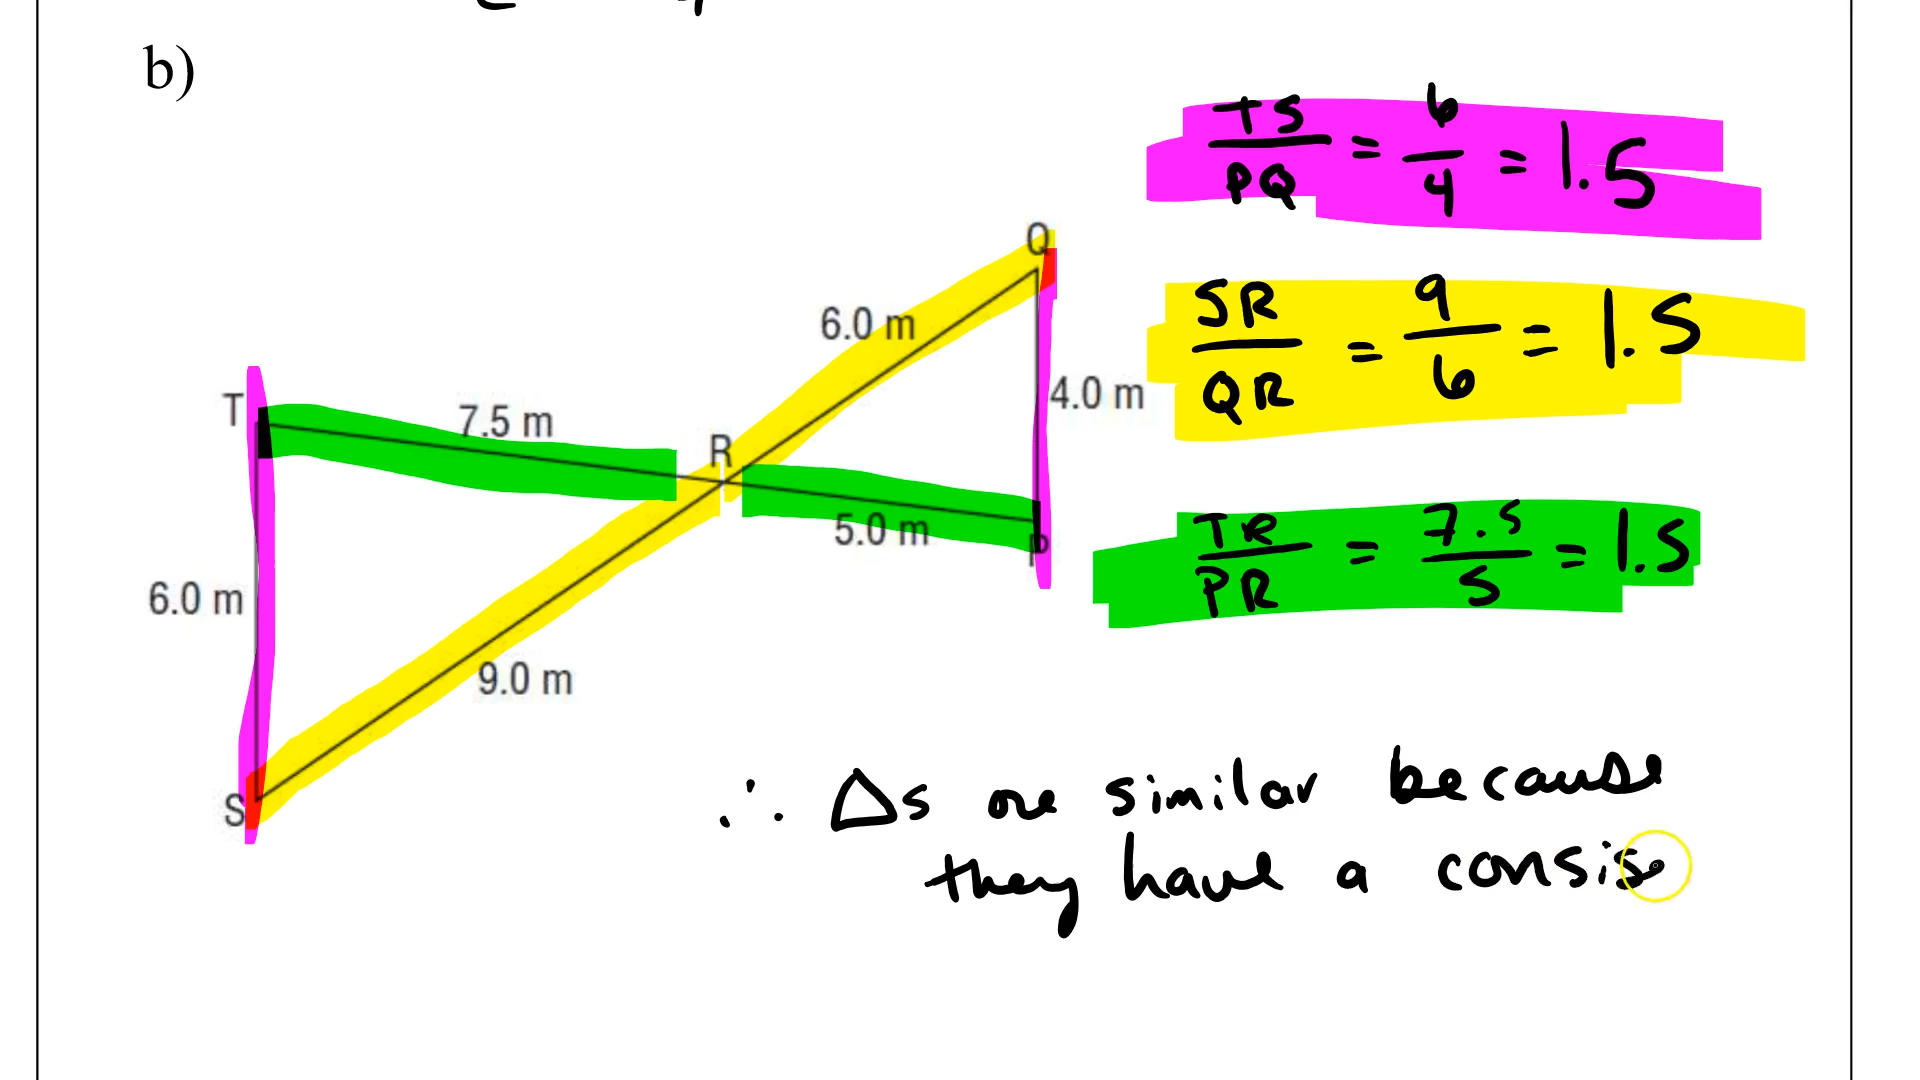 b)
TS/PQ = 6/4 = 1.5
Q
6.0 m
SR/QR = 9/6 = 1.5
4.0 m
T
7.5 m
R
5.0 m
P
TR/PR = 7.5/5 = 1.5
6.0 m
9.0 m
S
∴ Δs are similar because
they have a consis